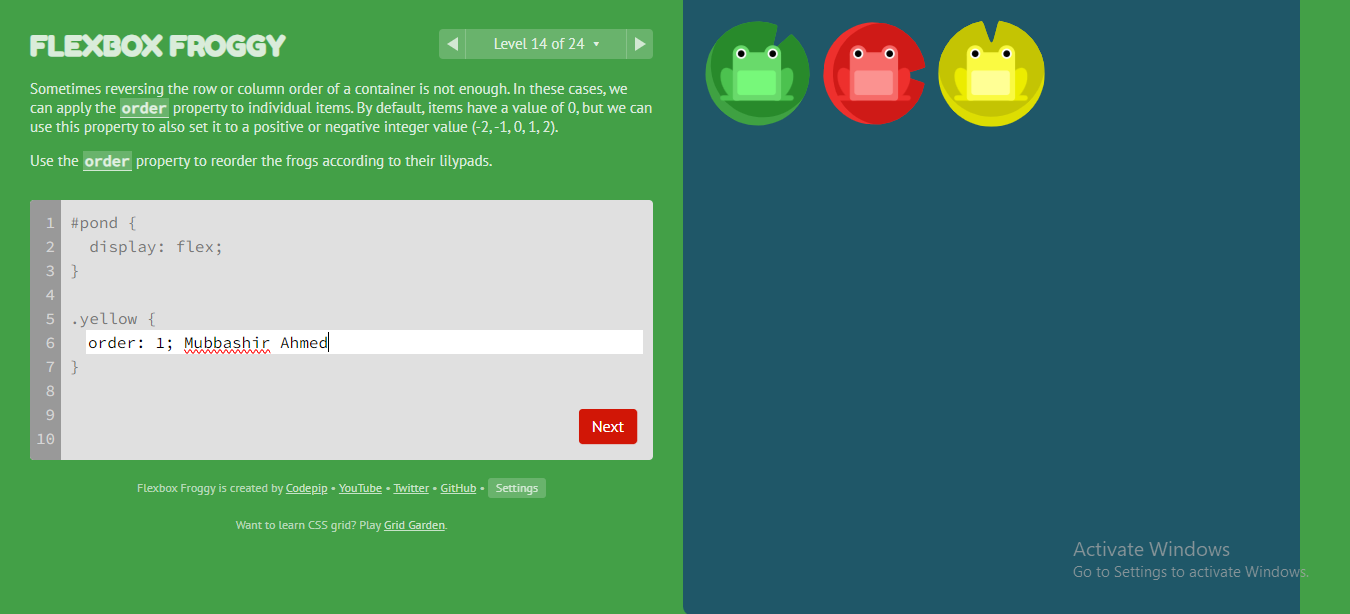 FLEXBOX FROGGY
◀ Level 14 of 24 ▼ ▶
Sometimes reversing the row or column order of a container is not enough. In these cases, we
can apply the order property to individual items. By default, items have a value of 0, but we can
use this property to also set it to a positive or negative integer value (-2, -1, 0, 1, 2).
Use the order property to reorder the frogs according to their lilypads.
1 #pond {
2 display: flex;
3 }
4
5 .yellow {
6 order: 1; Mubbashir Ahmed
7 }
8
9
10
Next
Flexbox Froggy is created by Codepip • YouTube • Twitter • GitHub • Settings
Want to learn CSS grid? Play Grid Garden.
Activate Windows
Go to Settings to activate Windows.